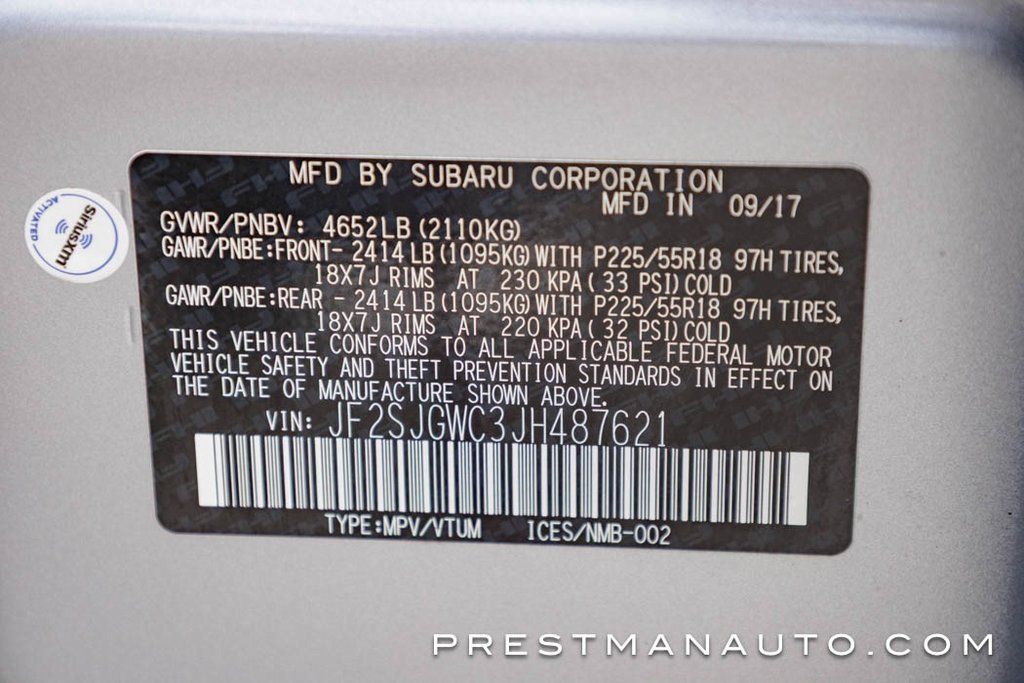 MFD BY SUBARU CORPORATION
MFD IN 09/17
GVWR/PNBV: 4652LB (2110KG)
GAWR/PNBE:FRONT- 2414LB(1095KG)WITH P225/55R18 97H TIRES,
18X7J RIMS AT 230 KPA( 33 PSI)COLD
GAWR/PNBE:REAR - 2414LB(1095KG)WITH P225/55R18 97H TIRES,
18X7J RIMS AT 220 KPA( 32 PSI)COLD
THIS VEHICLE CONFORMS TO ALL APPLICABLE FEDERAL MOTOR
VEHICLE SAFETY AND THEFT PREVENTION STANDARDS IN EFFECT ON
THE DATE OF MANUFACTURE SHOWN ABOVE.
VIN: JF2SJGWC3JH487621
TYPE:MPV/VTUM ICES/NMB-002
SiriusXM
ACTIVATED
PRESTMANAUTO.COM